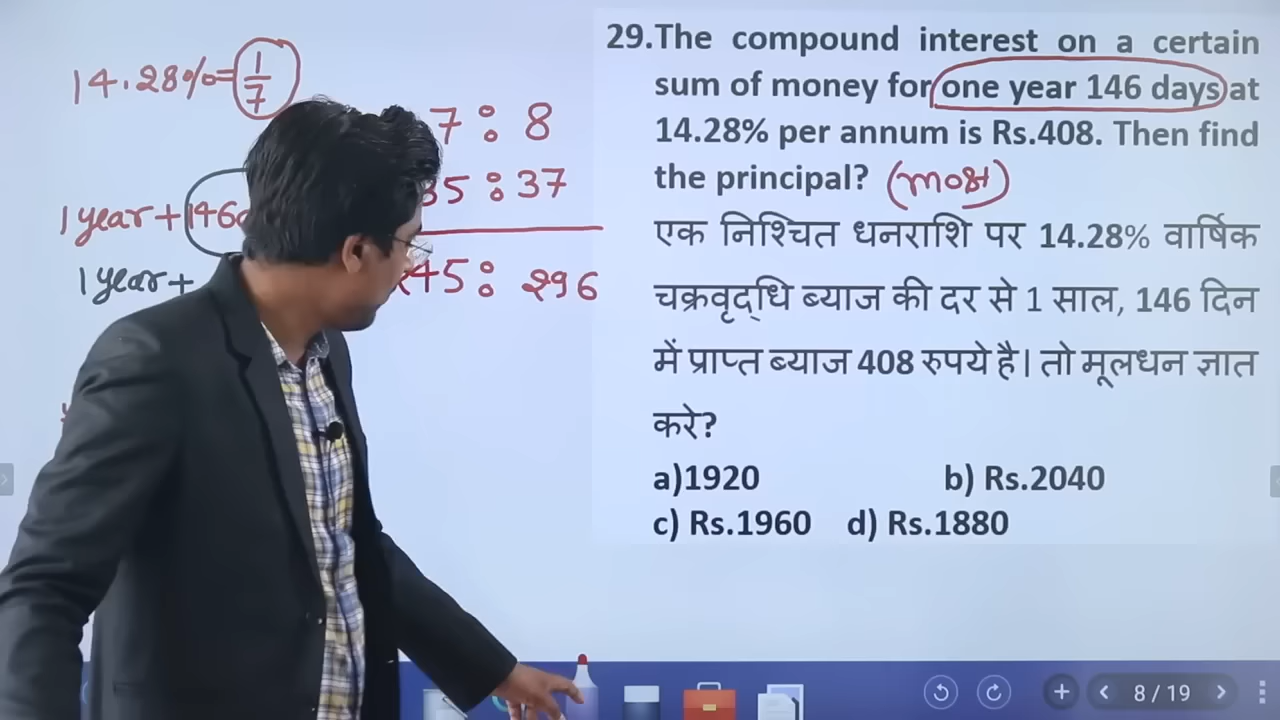 14.28%=1/7
7 : 8
35 : 37
1 year + 146
1 year +
245 : 296
29.The compound interest on a certain
sum of money for one year 146 days at
14.28% per annum is Rs.408. Then find
the principal? (most)
एक निश्चित धनराशि पर 14.28% वार्षिक
चक्रवृद्धि ब्याज की दर से 1 साल, 146 दिन
में प्राप्त ब्याज 408 रुपये है। तो मूलधन ज्ञात
करे?
a)1920 b) Rs.2040
c) Rs.1960 d) Rs.1880
8 / 19